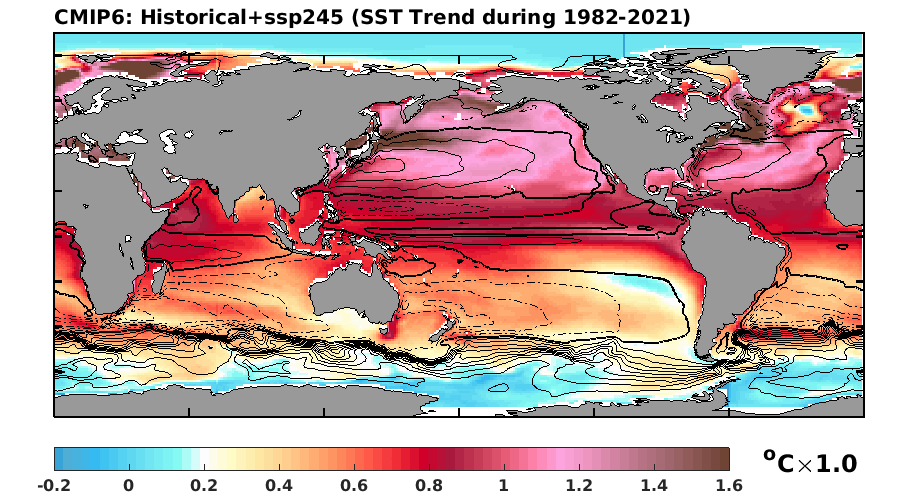 CMIP6: Historical+ssp245 (SST Trend during 1982-2021)
-0.2 0 0.2 0.4 0.6 0.8 1 1.2 1.4 1.6
°C×1.0